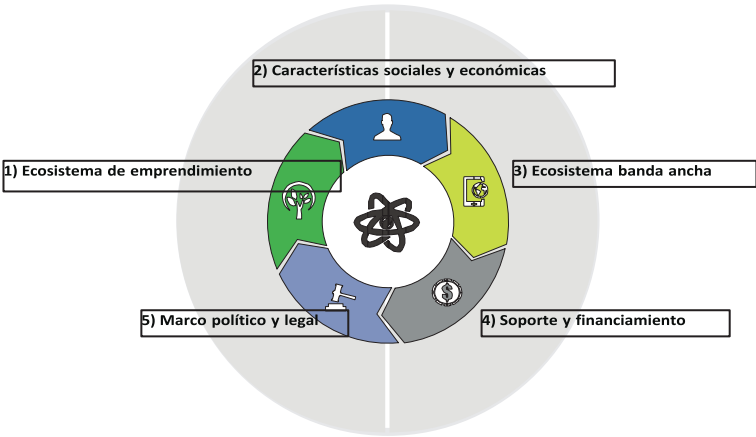 2) Características sociales y económicas
1) Ecosistema de emprendimiento
3) Ecosistema banda ancha
5) Marco político y legal
4) Soporte y financiamiento
$